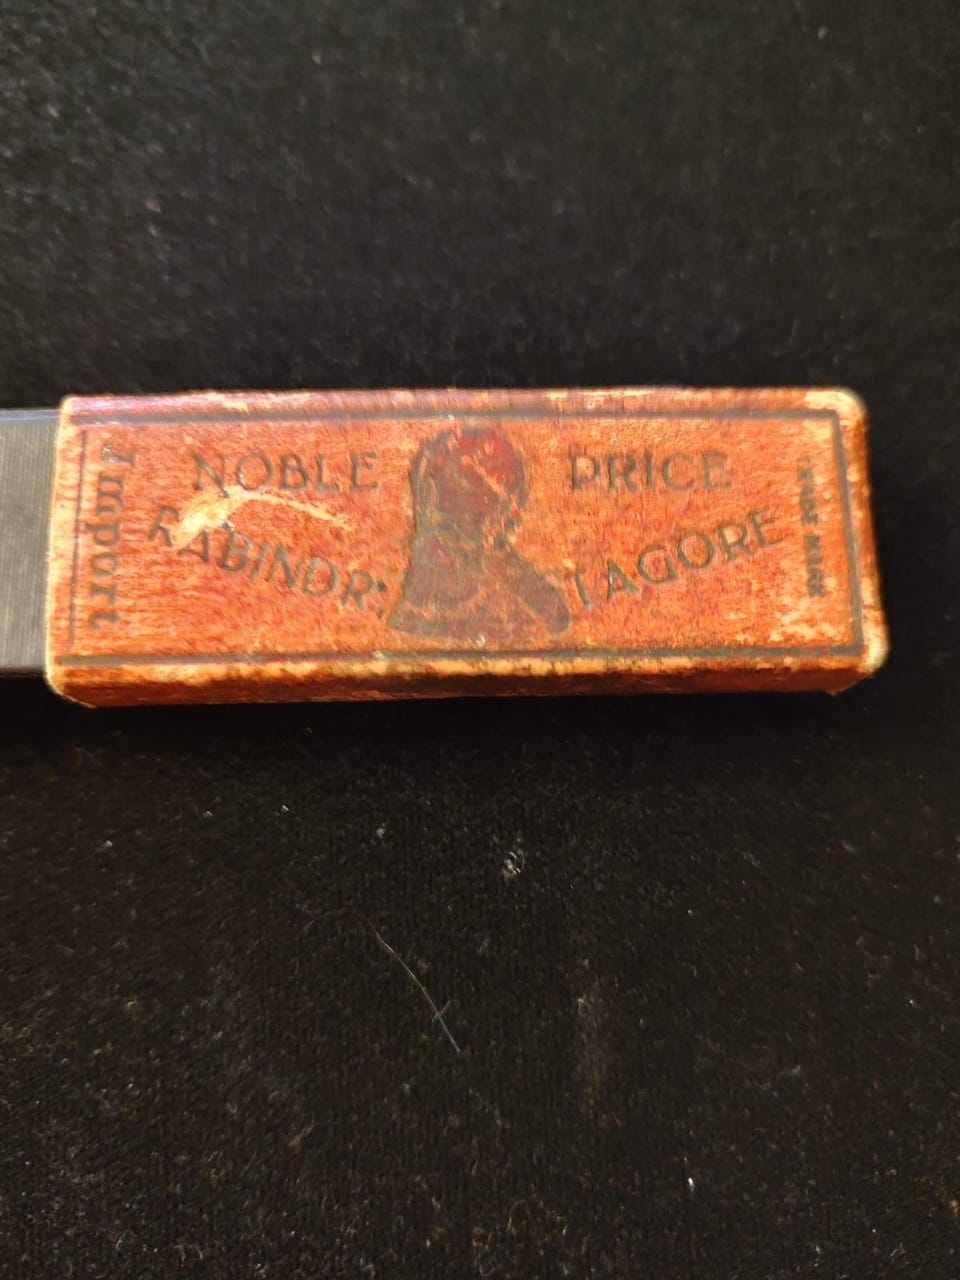 Import
NOBLE PRICE
RABINDR: TAGORE
TRADE MARK